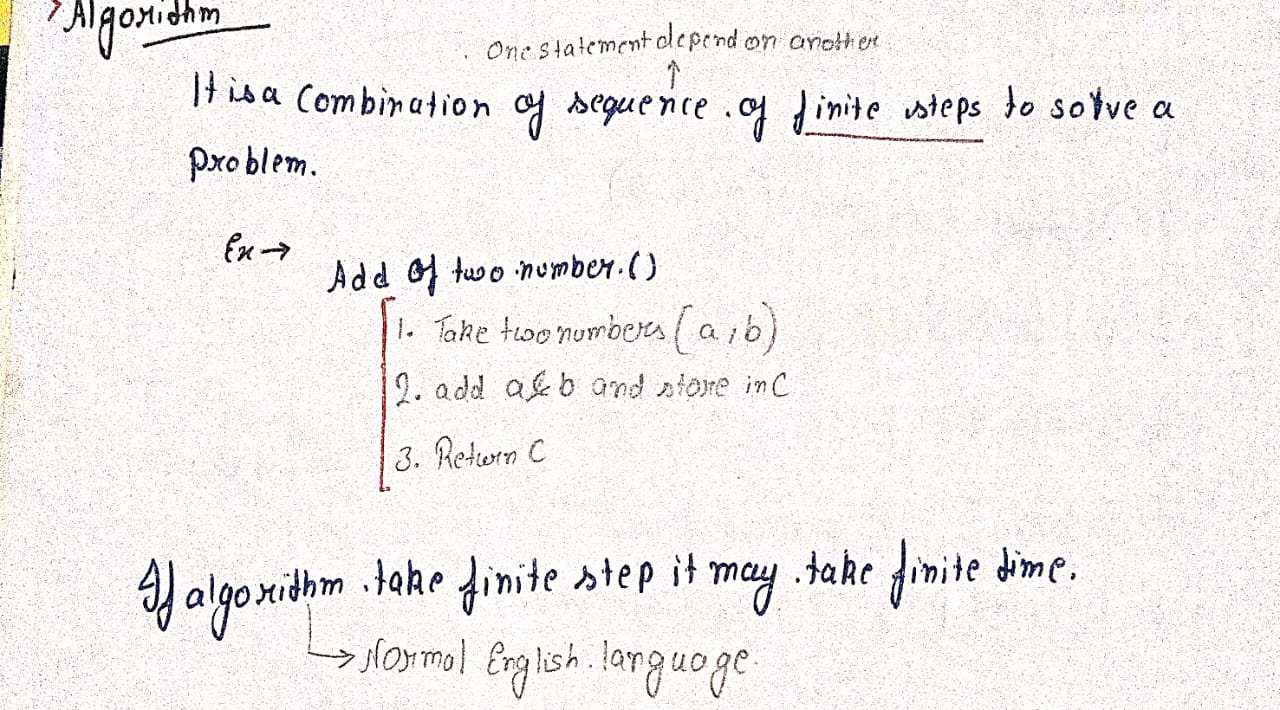 Algorithm
One statement depend on another
↑
It is a Combination of sequence of finite steps to solve a
problem.
Ex →
Add of two number.()
1. Take two numbers (a,b)
2. add a & b and store in C
3. Return C
If algorithm take finite step it may take finite time.
↳ Normal English language.